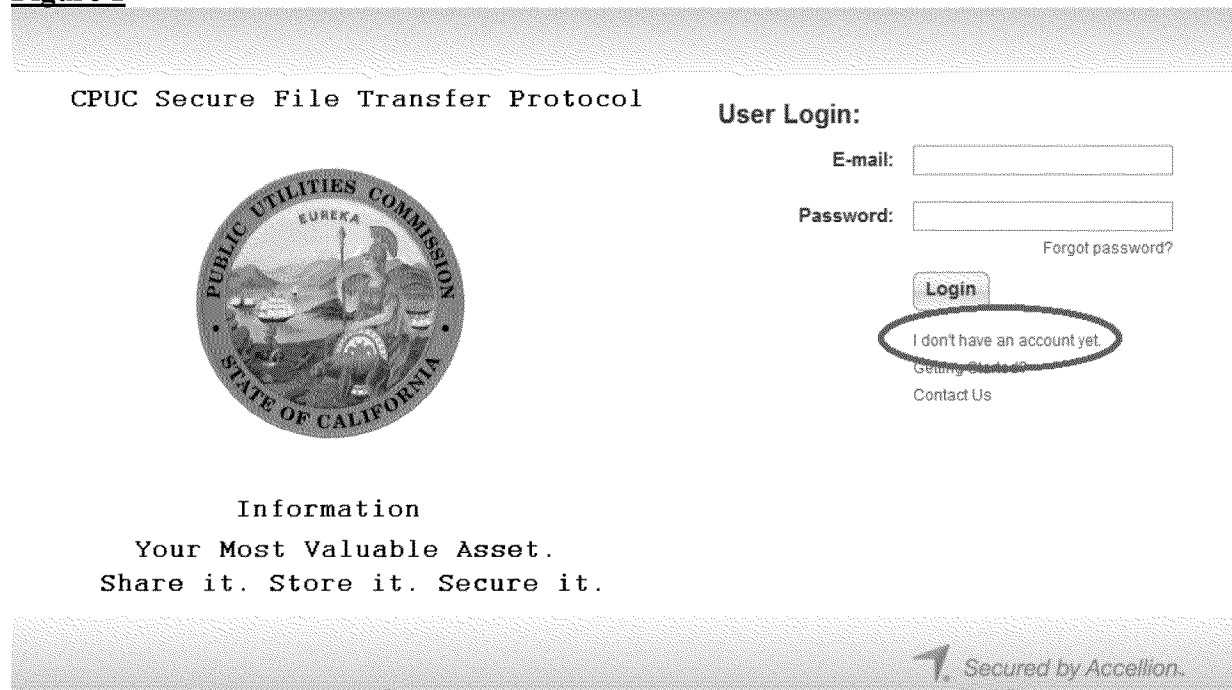 CPUC Secure File Transfer Protocol
PUBLIC UTILITIES COMMISSION
EUREKA
STATE OF CALIFORNIA
Information
Your Most Valuable Asset.
Share it. Store it. Secure it.
User Login:
E-mail:
Password:
Forgot password?
Login
I don't have an account yet.
Getting Started?
Contact Us
Secured by Accellion